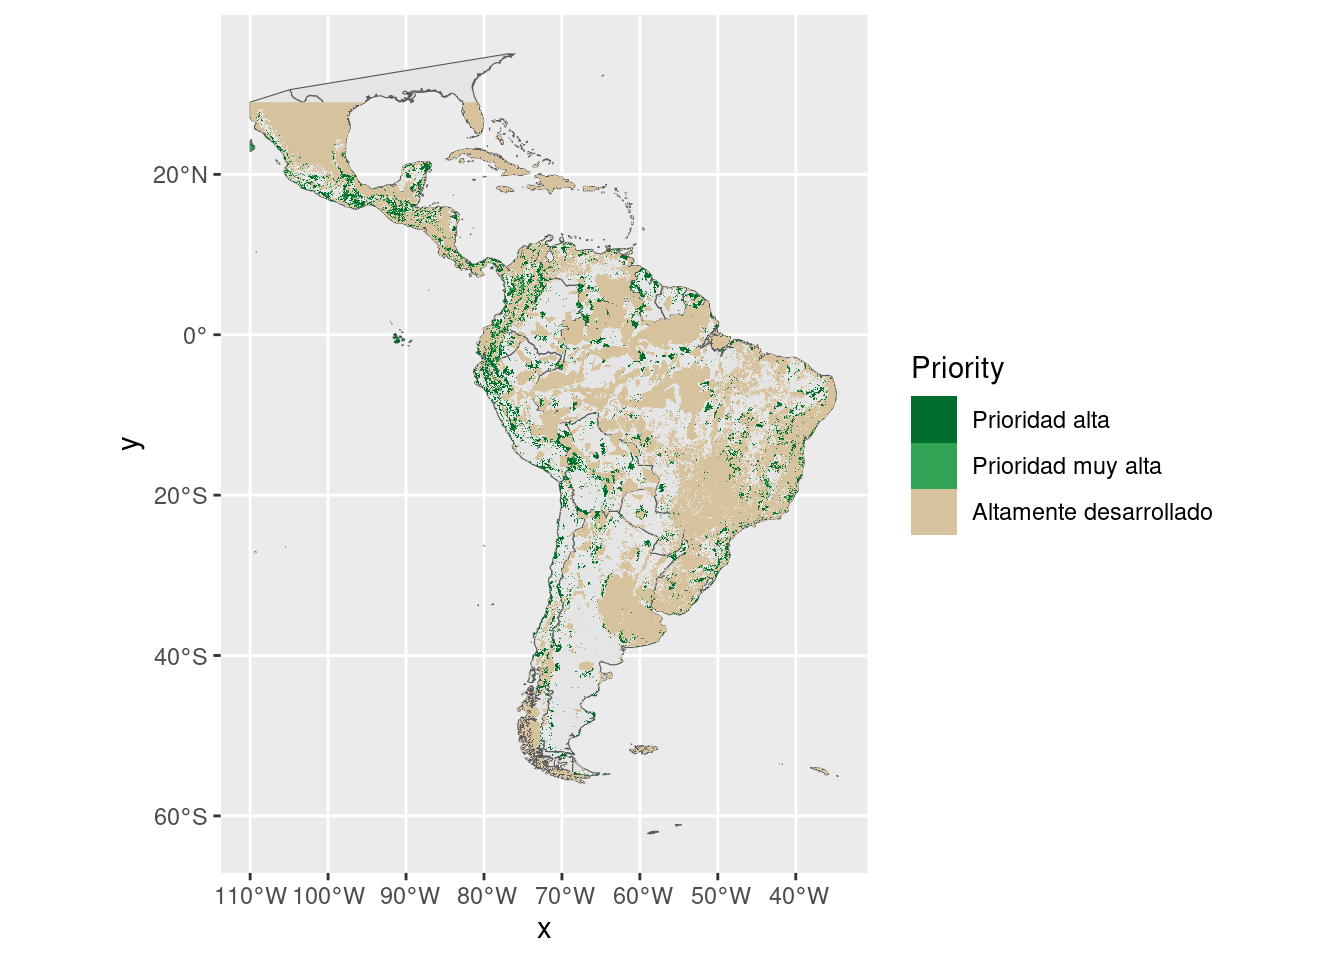 20°N
0°
20°S
40°S
60°S
y
110°W 100°W 90°W 80°W 70°W 60°W 50°W 40°W
x
Priority
Prioridad alta
Prioridad muy alta
Altamente desarrollado